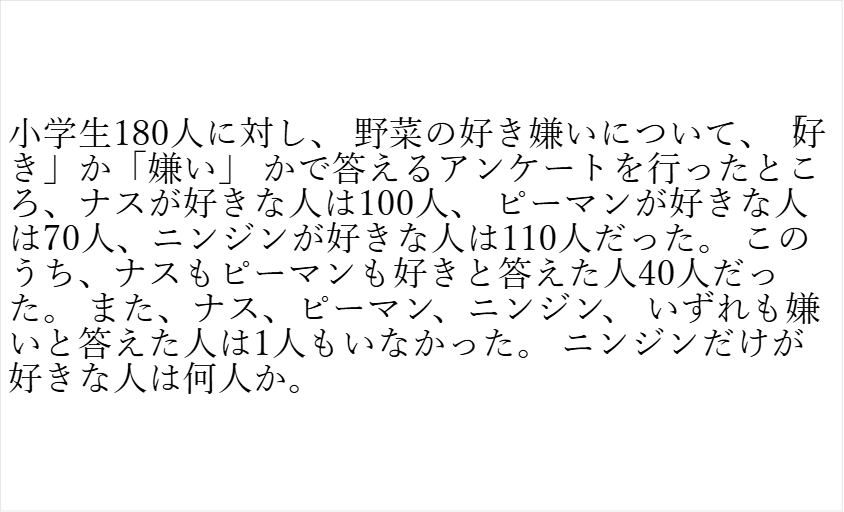 小学生180人に対し、 野菜の好き嫌いについて、 「好
き」か「嫌い」 かで答えるアンケートを行ったとこ
ろ、ナスが好きな人は100人、 ピーマンが好きな人
は70人、ニンジンが好きな人は110人だった。 この
うち、ナスもピーマンも好きと答えた人40人だっ
た。 また、ナス、ピーマン、ニンジン、 いずれも嫌
いと答えた人は1人もいなかった。 ニンジンだけが
好きな人は何人か。